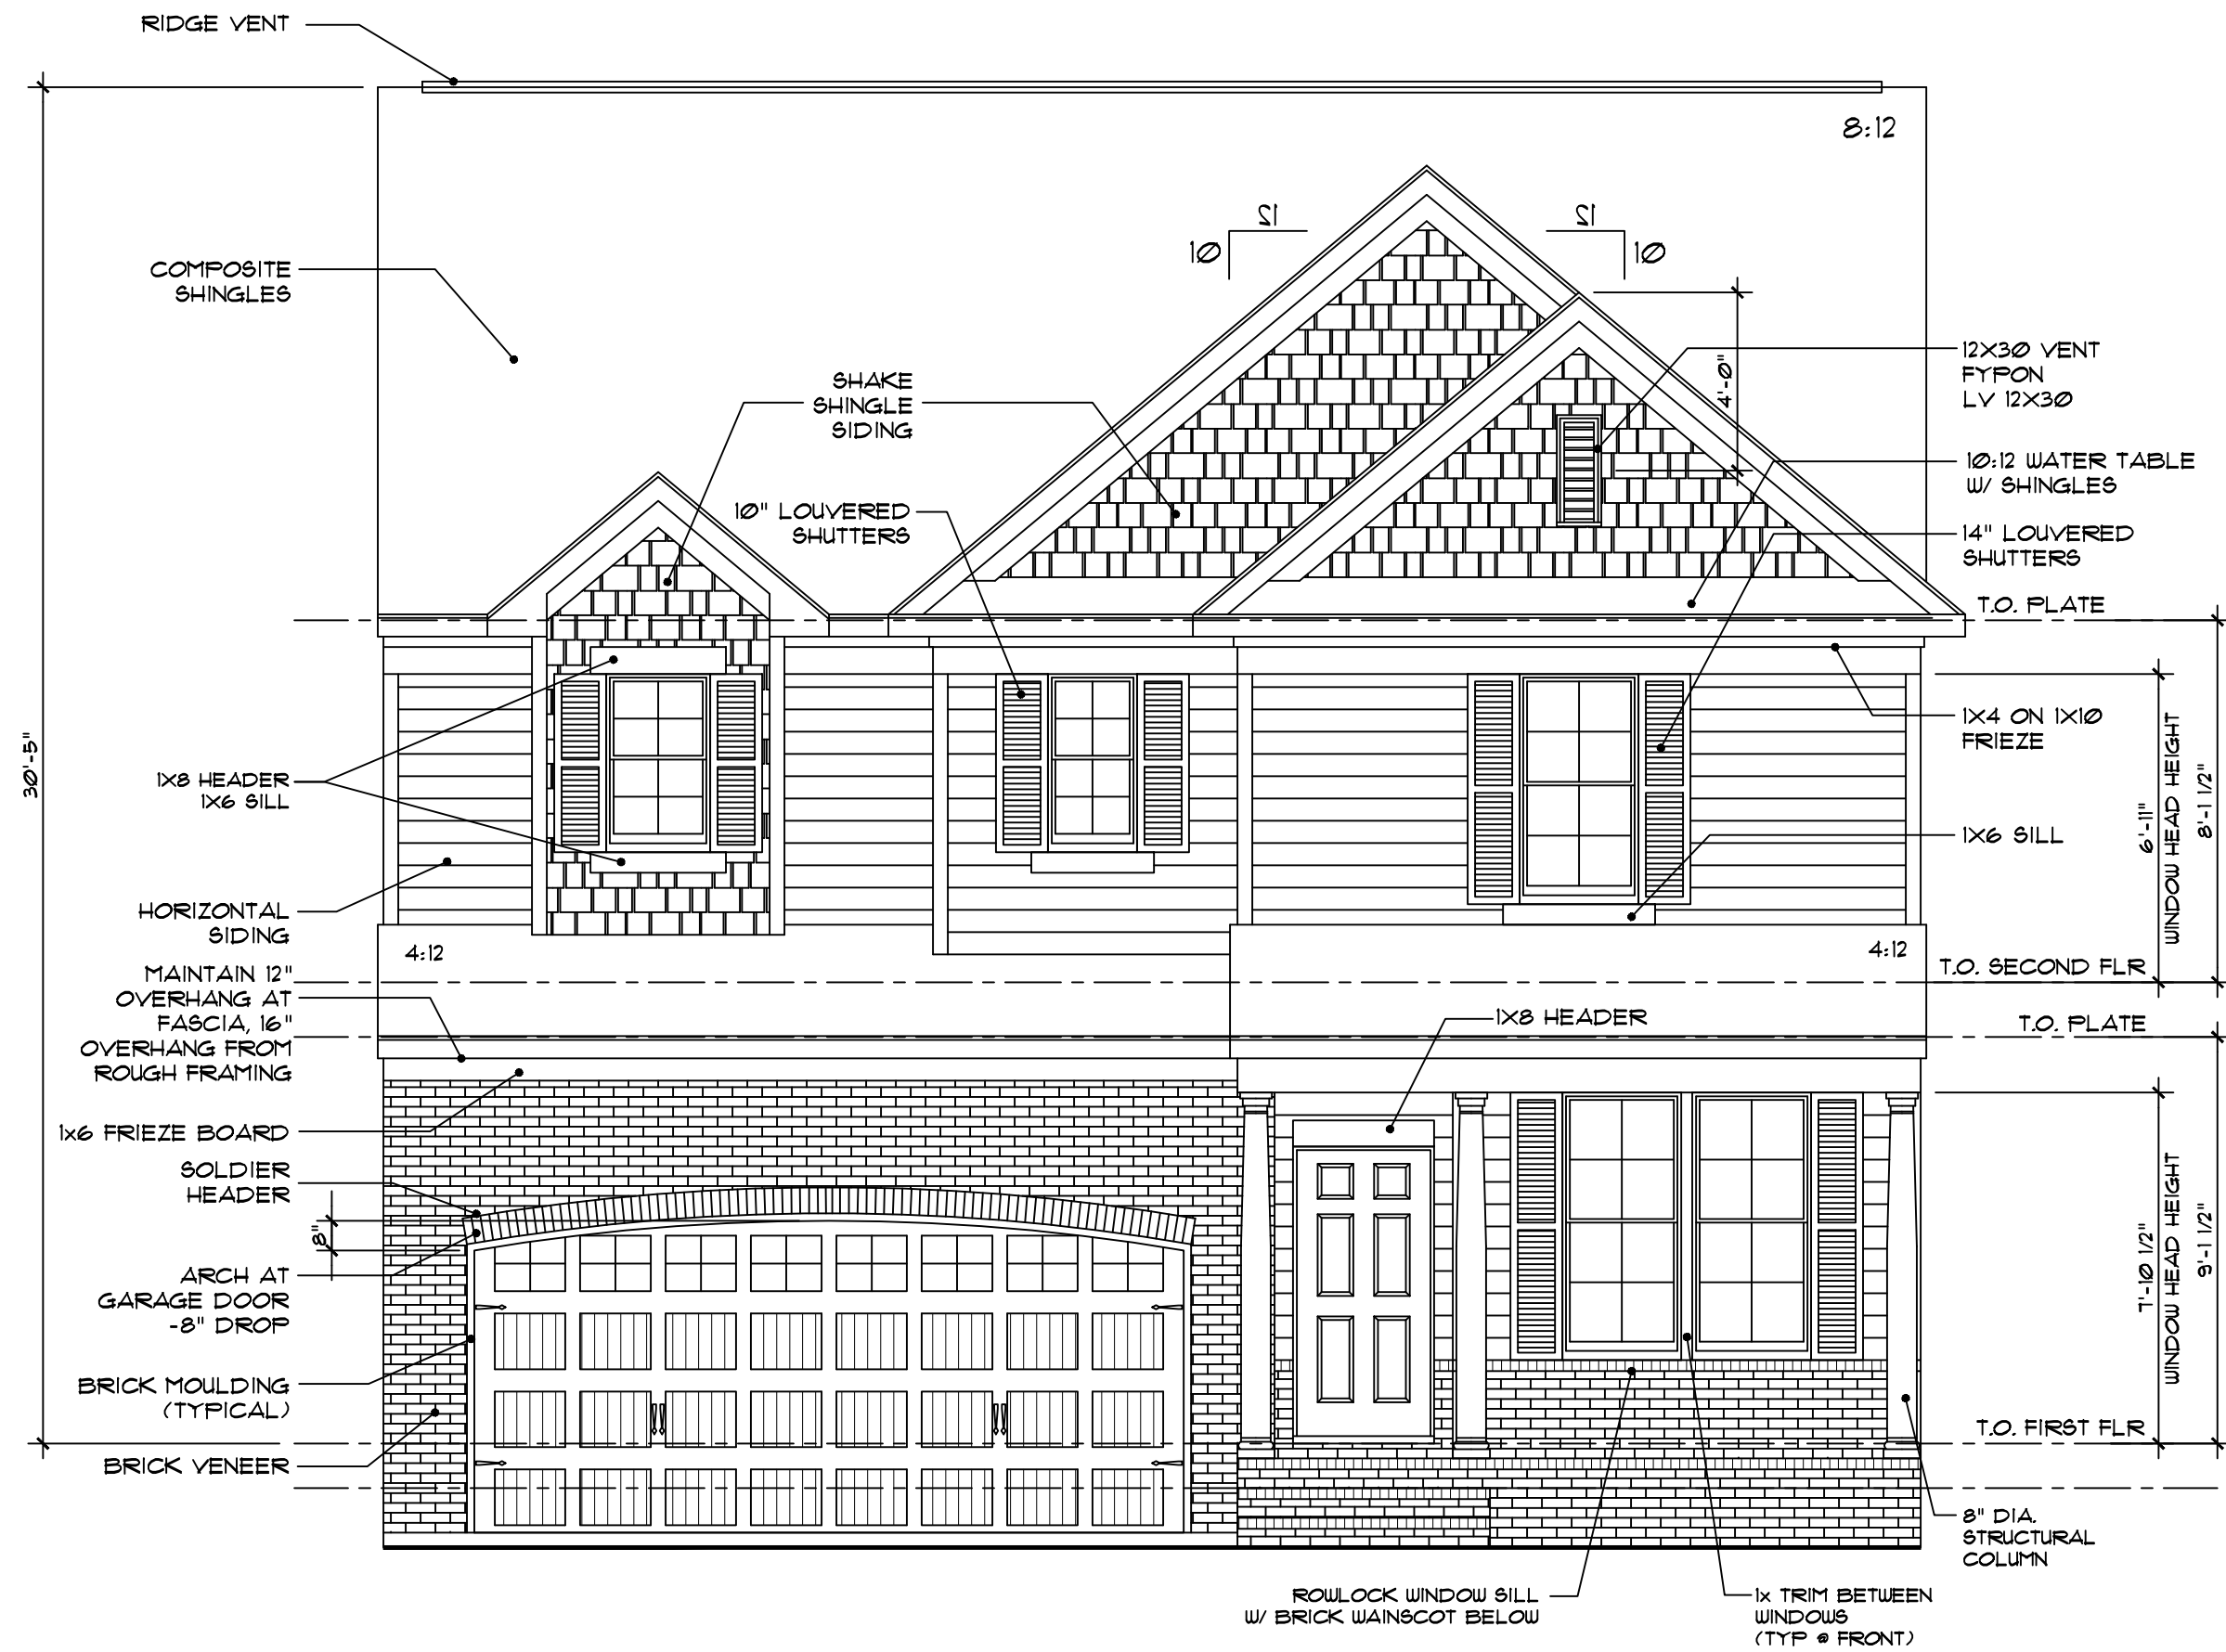 RIDGE VENT
8:12
12
12
10
10
COMPOSITE
SHINGLES
12X30 VENT
FYPON
LV 12X30
4'-0"
SHAKE
SHINGLE
SIDING
10:12 WATER TABLE
W/ SHINGLES
10" LOUVERED
SHUTTERS
14" LOUVERED
SHUTTERS
T.O. PLATE
1X4 ON 1X10
FRIEZE
30'-5"
1X8 HEADER
1X6 SILL
6'-11"
WINDOW HEAD HEIGHT
8'-1 1/2"
1X6 SILL
HORIZONTAL
SIDING
4:12
4:12
T.O. SECOND FLR
MAINTAIN 12"
OVERHANG AT
FASCIA, 16"
OVERHANG FROM
ROUGH FRAMING
1X8 HEADER
T.O. PLATE
1x6 FRIEZE BOARD
SOLDIER
HEADER
8"
ARCH AT
GARAGE DOOR
-8" DROP
7'-10 1/2"
WINDOW HEAD HEIGHT
9'-1 1/2"
BRICK MOULDING
(TYPICAL)
T.O. FIRST FLR
BRICK VENEER
8" DIA.
STRUCTURAL
COLUMN
ROWLOCK WINDOW SILL
W/ BRICK WAINSCOT BELOW
1x TRIM BETWEEN
WINDOWS
(TYP @ FRONT)